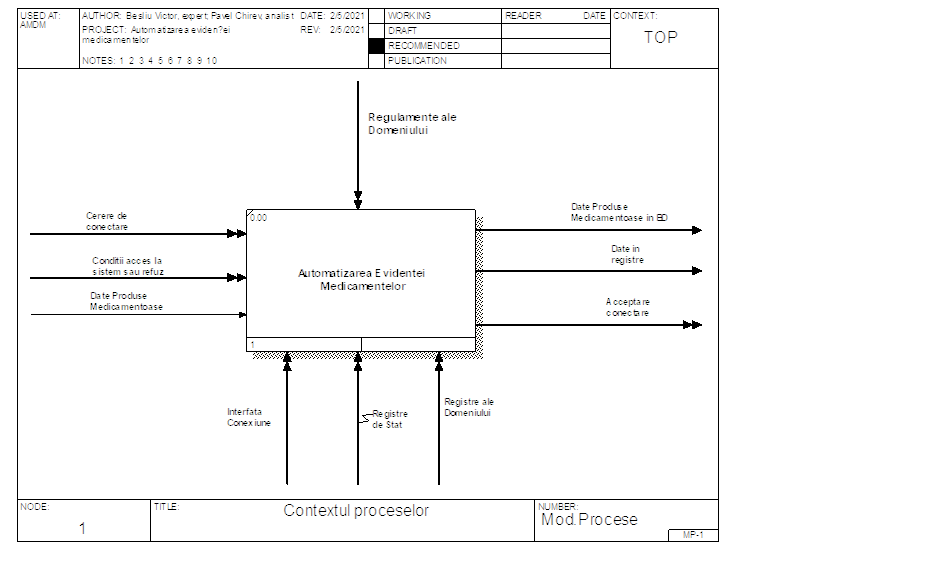 USED AT:
AMDM
AUTHOR: Besliu Victor, expert, Pavel Chirev, analist
DATE: 2/5/2021
PROJECT: Automatizarea eviden?ei
medicamentelor
REV: 2/5/2021
NOTES: 1 2 3 4 5 6 7 8 9 10
WORKING
DRAFT
RECOMMENDED
PUBLICATION
READER
DATE
CONTEXT:
TOP
Regulamente ale
Domeniului
Cerere de
conectare
Conditii acces la
sistem sau refuz
Date Produse
Medicamentoase
0.00
Automatizarea Evidentei
Medicamentelor
1
Date Produse
Medicamentoase in BD
Date in
registre
Acceptare
conectare
Interfata
Conexiune
Registre
de Stat
Registre ale
Domeniului
NODE:
1
TITLE:
Contextul proceselor
NUMBER:
Mod.Procese
MP-1